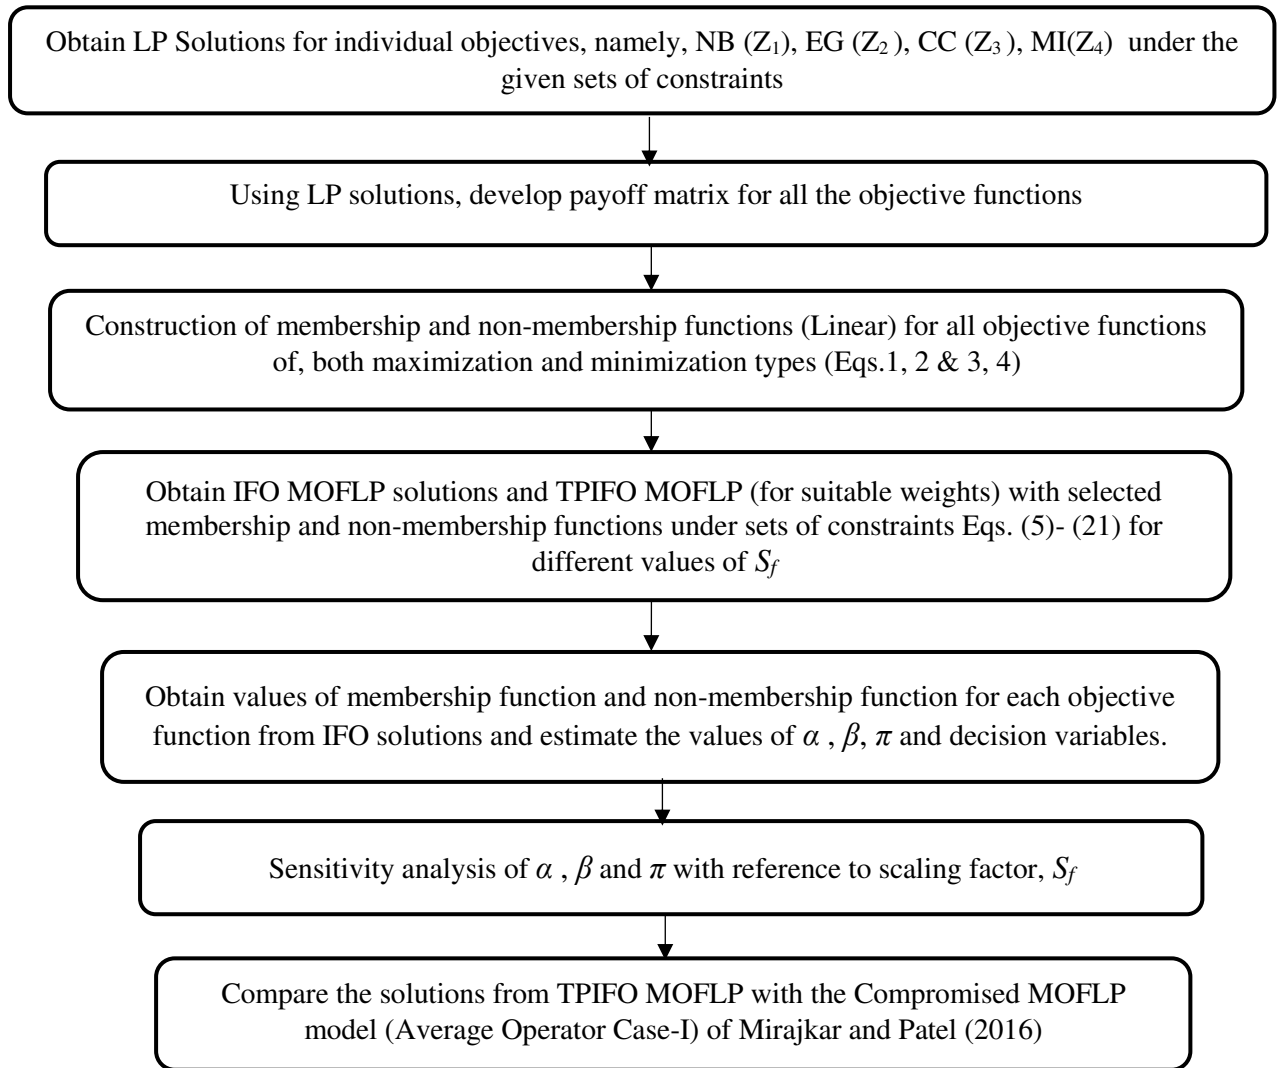 Obtain LP Solutions for individual objectives, namely, NB (Z₁), EG (Z₂ ), CC (Z₃ ), MI(Z₄) under the
given sets of constraints
Using LP solutions, develop payoff matrix for all the objective functions
Construction of membership and non-membership functions (Linear) for all objective functions
of, both maximization and minimization types (Eqs.1, 2 & 3, 4)
Obtain IFO MOFLP solutions and TPIFO MOFLP (for suitable weights) with selected
membership and non-membership functions under sets of constraints Eqs. (5)- (21) for
different values of S_f
Obtain values of membership function and non-membership function for each objective
function from IFO solutions and estimate the values of α , β, π and decision variables.
Sensitivity analysis of α , β and π with reference to scaling factor, S_f
Compare the solutions from TPIFO MOFLP with the Compromised MOFLP
model (Average Operator Case-I) of Mirajkar and Patel (2016)